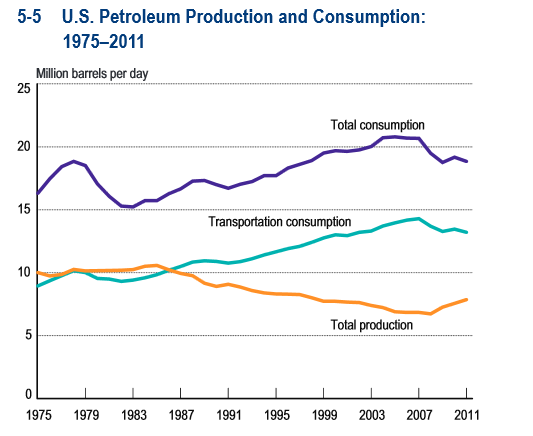 5-5 U.S. Petroleum Production and Consumption:
1975–2011
Million barrels per day
25
Total consumption
20
15
Transportation consumption
10
Total production
5
0
1975 1979 1983 1987 1991 1995 1999 2003 2007 2011